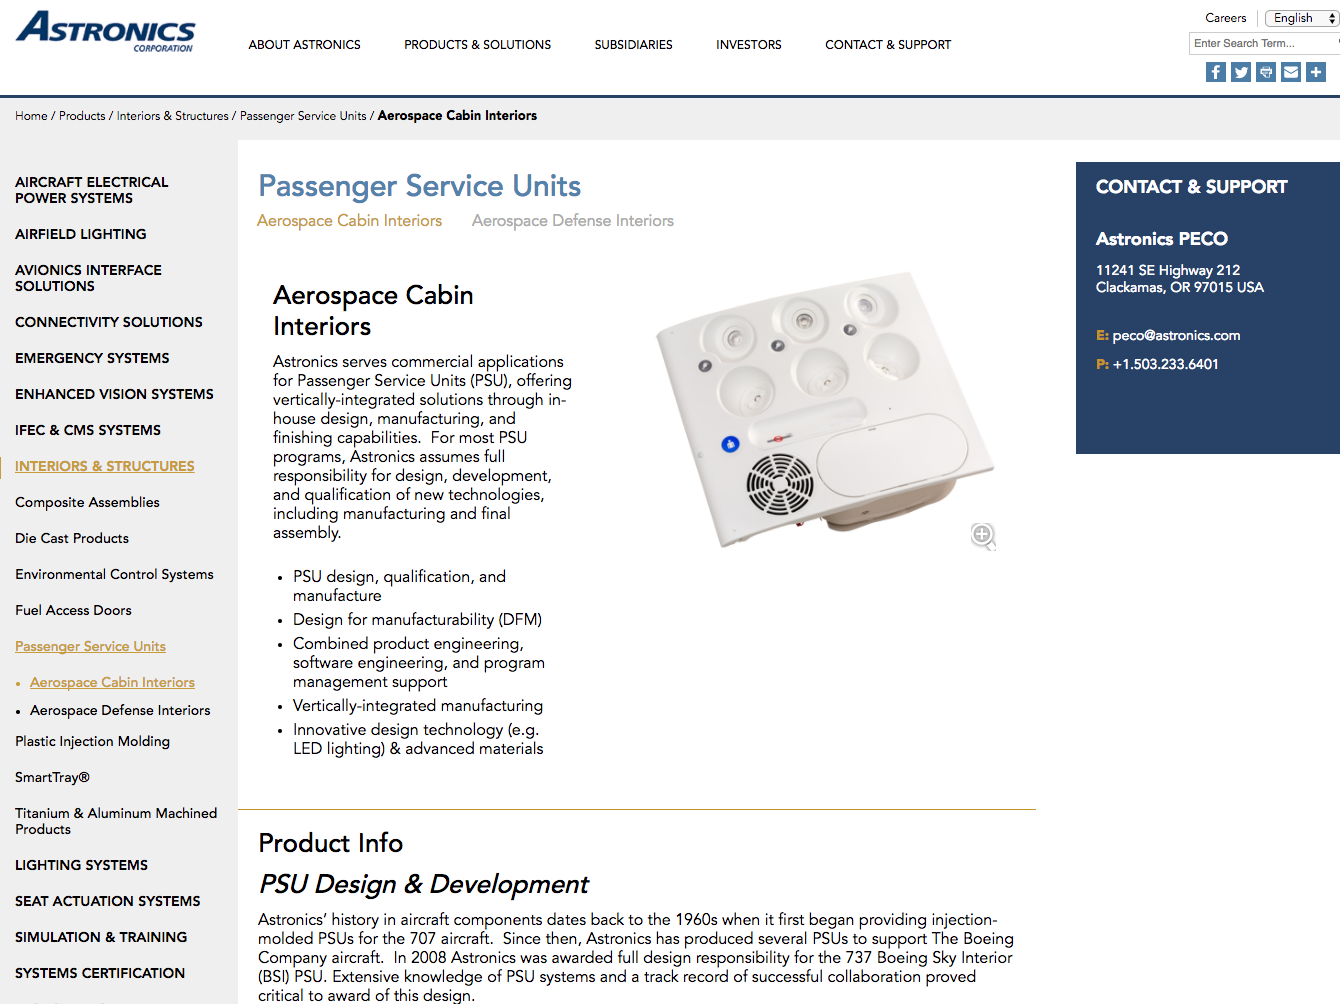 ASTRONICS
CORPORATION
ABOUT ASTRONICS
PRODUCTS & SOLUTIONS
SUBSIDIARIES
INVESTORS
CONTACT & SUPPORT
Careers
English
Enter Search Term...
Home / Products / Interiors & Structures / Passenger Service Units / Aerospace Cabin Interiors
AIRCRAFT ELECTRICAL
POWER SYSTEMS
AIRFIELD LIGHTING
AVIONICS INTERFACE
SOLUTIONS
CONNECTIVITY SOLUTIONS
EMERGENCY SYSTEMS
ENHANCED VISION SYSTEMS
IFEC & CMS SYSTEMS
INTERIORS & STRUCTURES
Composite Assemblies
Die Cast Products
Environmental Control Systems
Fuel Access Doors
Passenger Service Units
• Aerospace Cabin Interiors
• Aerospace Defense Interiors
Plastic Injection Molding
SmartTray®
Titanium & Aluminum Machined
Products
LIGHTING SYSTEMS
SEAT ACTUATION SYSTEMS
SIMULATION & TRAINING
SYSTEMS CERTIFICATION
Passenger Service Units
Aerospace Cabin Interiors
Aerospace Defense Interiors
Aerospace Cabin
Interiors
Astronics serves commercial applications
for Passenger Service Units (PSU), offering
vertically-integrated solutions through in-
house design, manufacturing, and
finishing capabilities.  For most PSU
programs, Astronics assumes full
responsibility for design, development,
and qualification of new technologies,
including manufacturing and final
assembly.
• PSU design, qualification, and
manufacture
• Design for manufacturability (DFM)
• Combined product engineering,
software engineering, and program
management support
• Vertically-integrated manufacturing
• Innovative design technology (e.g.
LED lighting) & advanced materials
Product Info
PSU Design & Development
Astronics’ history in aircraft components dates back to the 1960s when it first began providing injection-
molded PSUs for the 707 aircraft.  Since then, Astronics has produced several PSUs to support The Boeing
Company aircraft.  In 2008 Astronics was awarded full design responsibility for the 737 Boeing Sky Interior
(BSI) PSU. Extensive knowledge of PSU systems and a track record of successful collaboration proved
critical to award of this design.
CONTACT & SUPPORT
Astronics PECO
11241 SE Highway 212
Clackamas, OR 97015 USA
E: peco@astronics.com
P: +1.503.233.6401